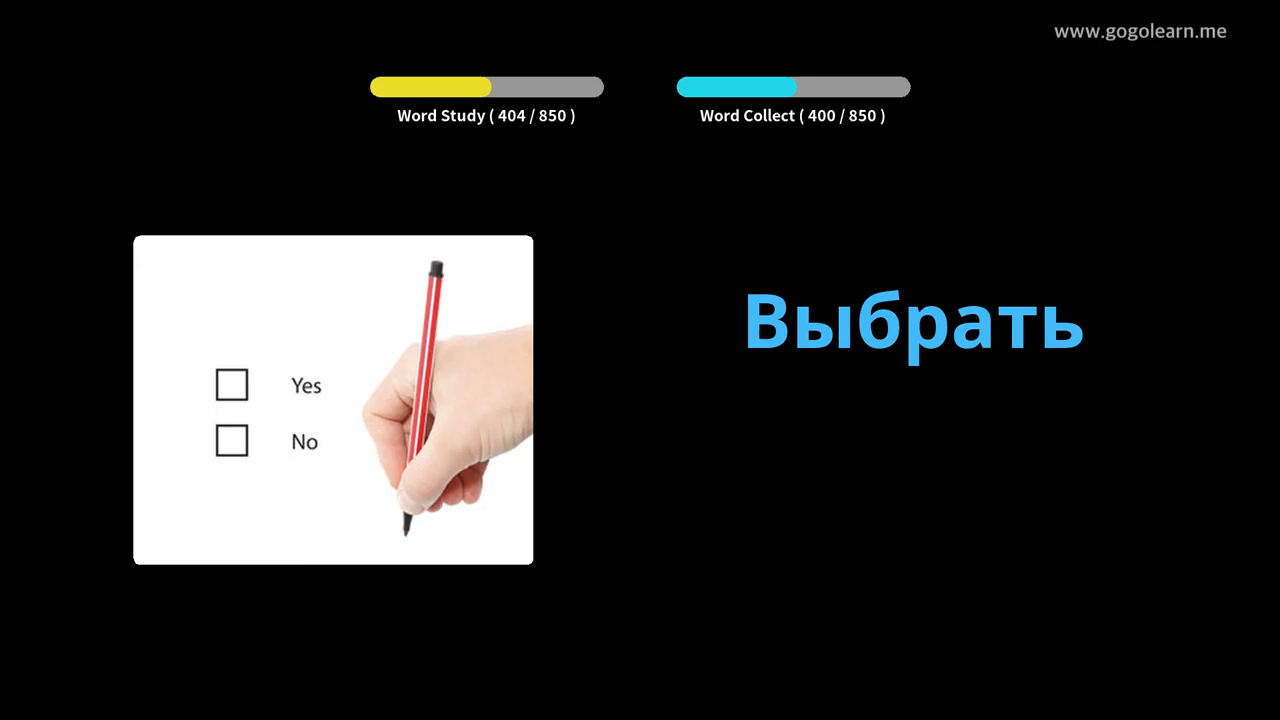 www.gogolearn.me
Word Study ( 404 / 850 )
Word Collect ( 400 / 850 )
Выбрать
Yes
No